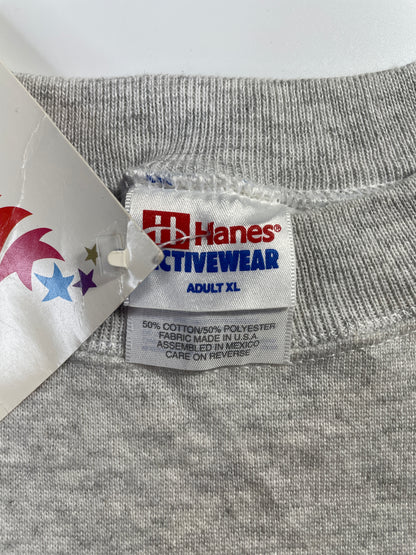 Hanes®
ACTIVEWEAR
ADULT XL
50% COTTON/50% POLYESTER
FABRIC MADE IN U.S.A.
ASSEMBLED IN MEXICO
CARE ON REVERSE